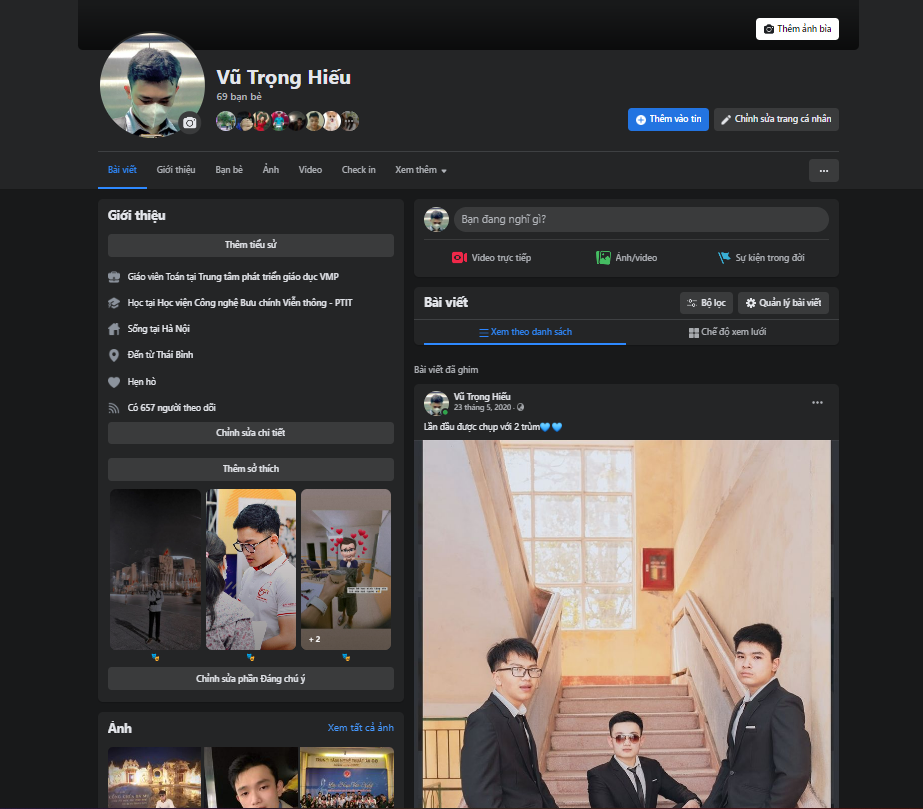 Thêm ảnh bìa
Vũ Trọng Hiếu
69 bạn bè
Thêm vào tin
Chỉnh sửa trang cá nhân
Bài viết
Giới thiệu
Bạn bè
Ảnh
Video
Check in
Xem thêm
Giới thiệu
Thêm tiểu sử
Giáo viên Toán tại Trung tâm phát triển giáo dục VMP
Học tại Học viện Công nghệ Bưu chính Viễn thông - PTIT
Sống tại Hà Nội
Đến từ Thái Bình
Hẹn hò
Có 657 người theo dõi
Chỉnh sửa chi tiết
Thêm sở thích
+ 2
Chỉnh sửa phần Đáng chú ý
Ảnh
Xem tất cả ảnh
Bạn đang nghĩ gì?
Video trực tiếp
Ảnh/video
Sự kiện trong đời
Bài viết
Bộ lọc
Quản lý bài viết
Xem theo danh sách
Chế độ xem lưới
Bài viết đã ghim
Vũ Trọng Hiếu
23 tháng 5, 2020 ·
Lần đầu được chụp với 2 trùm💙💙